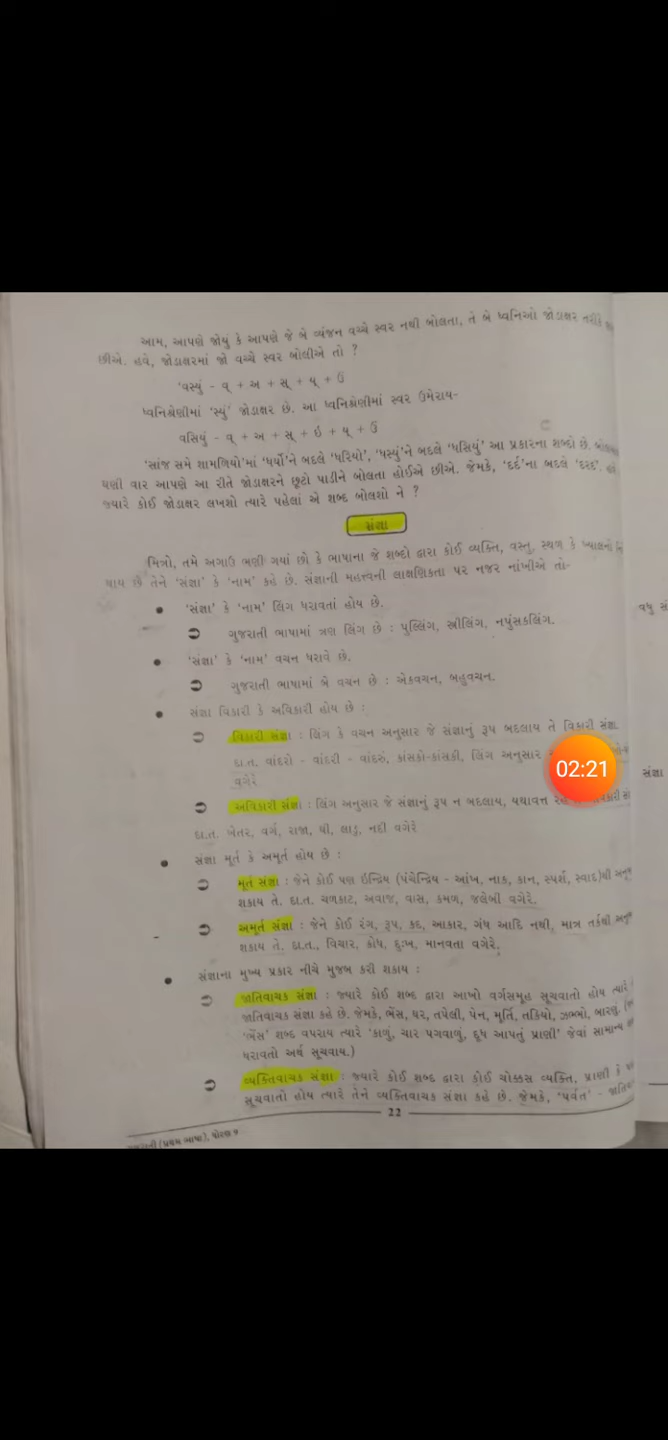 આમ, આપણે જોયું કે આપણે જે બે વ્યંજન વચ્ચે સ્વર નથી બોલતા, તે બે ધ્વનિઓ જોડાક્ષર તરીકે
છીએ. હવે, જોડાક્ષરમાં જો વચ્ચે સ્વર બોલીએ તો ?
'વસ્યું - વ્ + અ + સ્ + ય્ + ઉ
ધ્વનિશ્રેણીમાં 'સ્યું' જોડાક્ષર છે. આ ધ્વનિશ્રેણીમાં સ્વર ઉમેરાય-
વસિયું - વ્ + અ + સ્ + ઇ + ય્ + ઉ
'સાંજ સમે શામળિયો'માં 'ધર્યો'ને બદલે 'ધરિયો', 'ધસ્યું'ને બદલે 'ધસિયું' આ પ્રકારના શબ્દો છે.
ઘણી વાર આપણે આ રીતે જોડાક્ષરને છૂટો પાડીને બોલતા હોઈએ છીએ. જેમકે, 'દર્દ'ના બદલે 'દરદ'.
જ્યારે કોઈ જોડાક્ષર લખશો ત્યારે પહેલાં એ શબ્દ બોલશો ને ?
સંજ્ઞા
મિત્રો, તમે અગાઉ ભણી ગયાં છો કે ભાષાના જે શબ્દો દ્વારા કોઈ વ્યક્તિ, વસ્તુ, સ્થળ કે ખ્યાલનો
થાય છે તેને 'સંજ્ઞા' કે 'નામ' કહે છે. સંજ્ઞાની મહત્ત્વની લાક્ષણિકતા પર નજર નાંખીએ તો-
• 'સંજ્ઞા' કે 'નામ' લિંગ ધરાવતાં હોય છે.
➲ ગુજરાતી ભાષામાં ત્રણ લિંગ છે : પુલ્લિંગ, સ્ત્રીલિંગ, નપુંસકલિંગ.
• 'સંજ્ઞા' કે 'નામ' વચન ધરાવે છે.
➲ ગુજરાતી ભાષામાં બે વચન છે : એકવચન, બહુવચન.
• સંજ્ઞા વિકારી કે અવિકારી હોય છે :
➲ વિકારી સંજ્ઞા : લિંગ કે વચન અનુસાર જે સંજ્ઞાનું રૂપ બદલાય તે વિકારી સંજ્ઞા.
દા.ત. વાંદરો - વાંદરી - વાંદરું, કાંસકો-કાંસકી, લિંગ અનુસાર
વગેરે
➲ અવિકારી સંજ્ઞા : લિંગ અનુસાર જે સંજ્ઞાનું રૂપ ન બદલાય, યથાવત્ત
દા.ત. ખેતર, વર્ગ, રાજા, ઘી, લાડુ, નદી વગેરે
• સંજ્ઞા મૂર્ત કે અમૂર્ત હોય છે :
➲ મૂર્ત સંજ્ઞા : જેને કોઈ પણ ઇન્દ્રિય (પંચેન્દ્રિય - આંખ, નાક, કાન, સ્પર્શ, સ્વાદ)થી
શકાય તે. દા.ત. ચળકાટ, અવાજ, વાસ, કમળ, જલેબી વગેરે.
➲ અમૂર્ત સંજ્ઞા : જેને કોઈ રંગ, રૂપ, કદ, આકાર, ગંધ આદિ નથી, માત્ર તર્કથી
શકાય તે. દા.ત., વિચાર, ક્રોધ, દુઃખ, માનવતા વગેરે.
• સંજ્ઞાના મુખ્ય પ્રકાર નીચે મુજબ કરી શકાય :
➲ જાતિવાચક સંજ્ઞા : જ્યારે કોઈ શબ્દ દ્વારા આખો વર્ગસમૂહ સૂચવાતો હોય ત્યારે
જાતિવાચક સંજ્ઞા કહે છે. જેમકે, ભેંસ, ઘર, તપેલી, પેન, મૂર્તિ, તકિયો, ઝભ્ભો, બારણું.
'ભેંસ' શબ્દ વપરાય ત્યારે 'કાળું, ચાર પગવાળું, દૂધ આપતું પ્રાણી' જેવાં સામાન્ય
ધરાવતો અર્થ સૂચવાય.)
➲ વ્યક્તિવાચક સંજ્ઞા : જ્યારે કોઈ શબ્દ દ્વારા કોઈ ચોક્કસ વ્યક્તિ, પ્રાણી કે
સૂચવાતો હોય ત્યારે તેને વ્યક્તિવાચક સંજ્ઞા કહે છે. જેમકે, 'પર્વત' -
22
(પ્રથમ ભાષા), ધોરણ ૯
વધુ
સંજ્ઞા
02:21